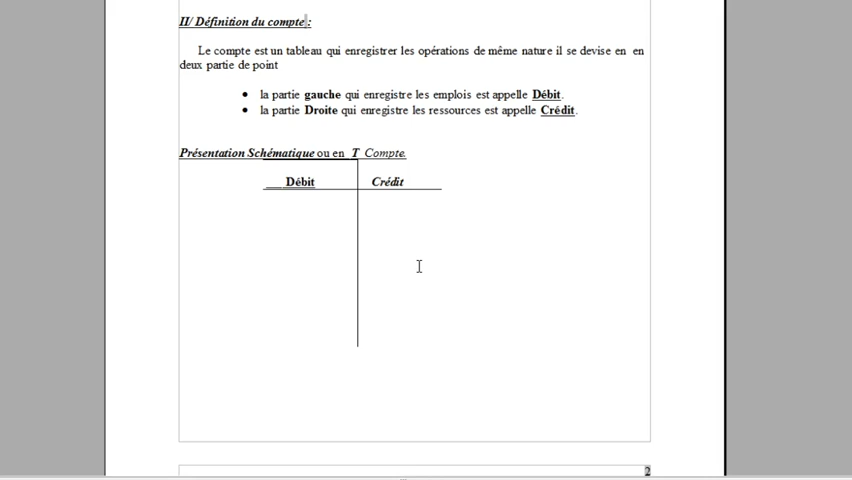 II/ Définition du compte :
Le compte est un tableau qui enregistrer les opérations de même nature il se devise en en
deux partie de point
• la partie gauche qui enregistre les emplois est appelle Débit.
• la partie Droite qui enregistre les ressources est appelle Crédit.
Présentation Schématique ou en T Compte.
Débit Crédit
2